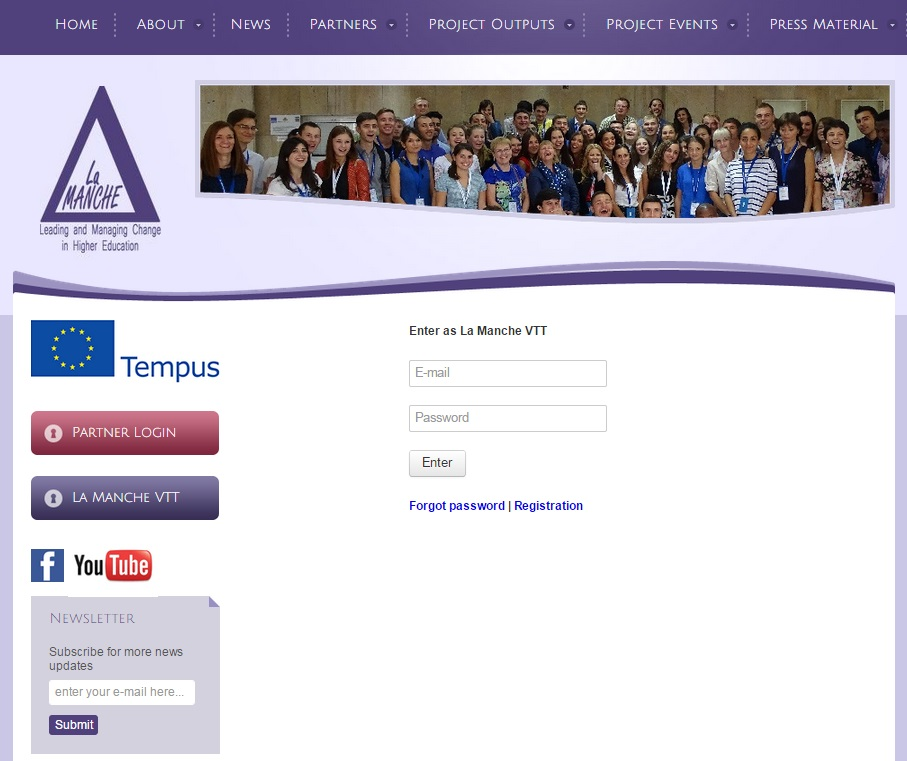 Home
About
News
Partners
Project Outputs
Project Events
Press Material
La
MANCHE
Leading and Managing Change
in Higher Education
Tempus
Enter as La Manche VTT
E-mail
Password
Enter
Forgot password | Registration
Partner Login
La Manche VTT
f YouTube
Newsletter
Subscribe for more news
updates
enter your e-mail here...
Submit